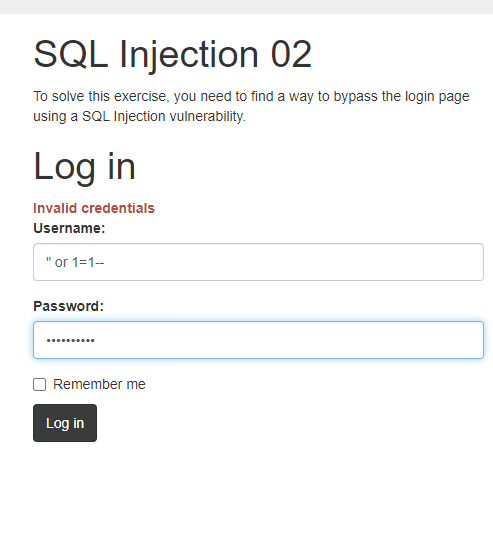 SQL Injection 02
To solve this exercise, you need to find a way to bypass the login page
using a SQL Injection vulnerability.
Log in
Invalid credentials
Username:
" or 1=1--
Password:
••••••••••
Remember me
Log in